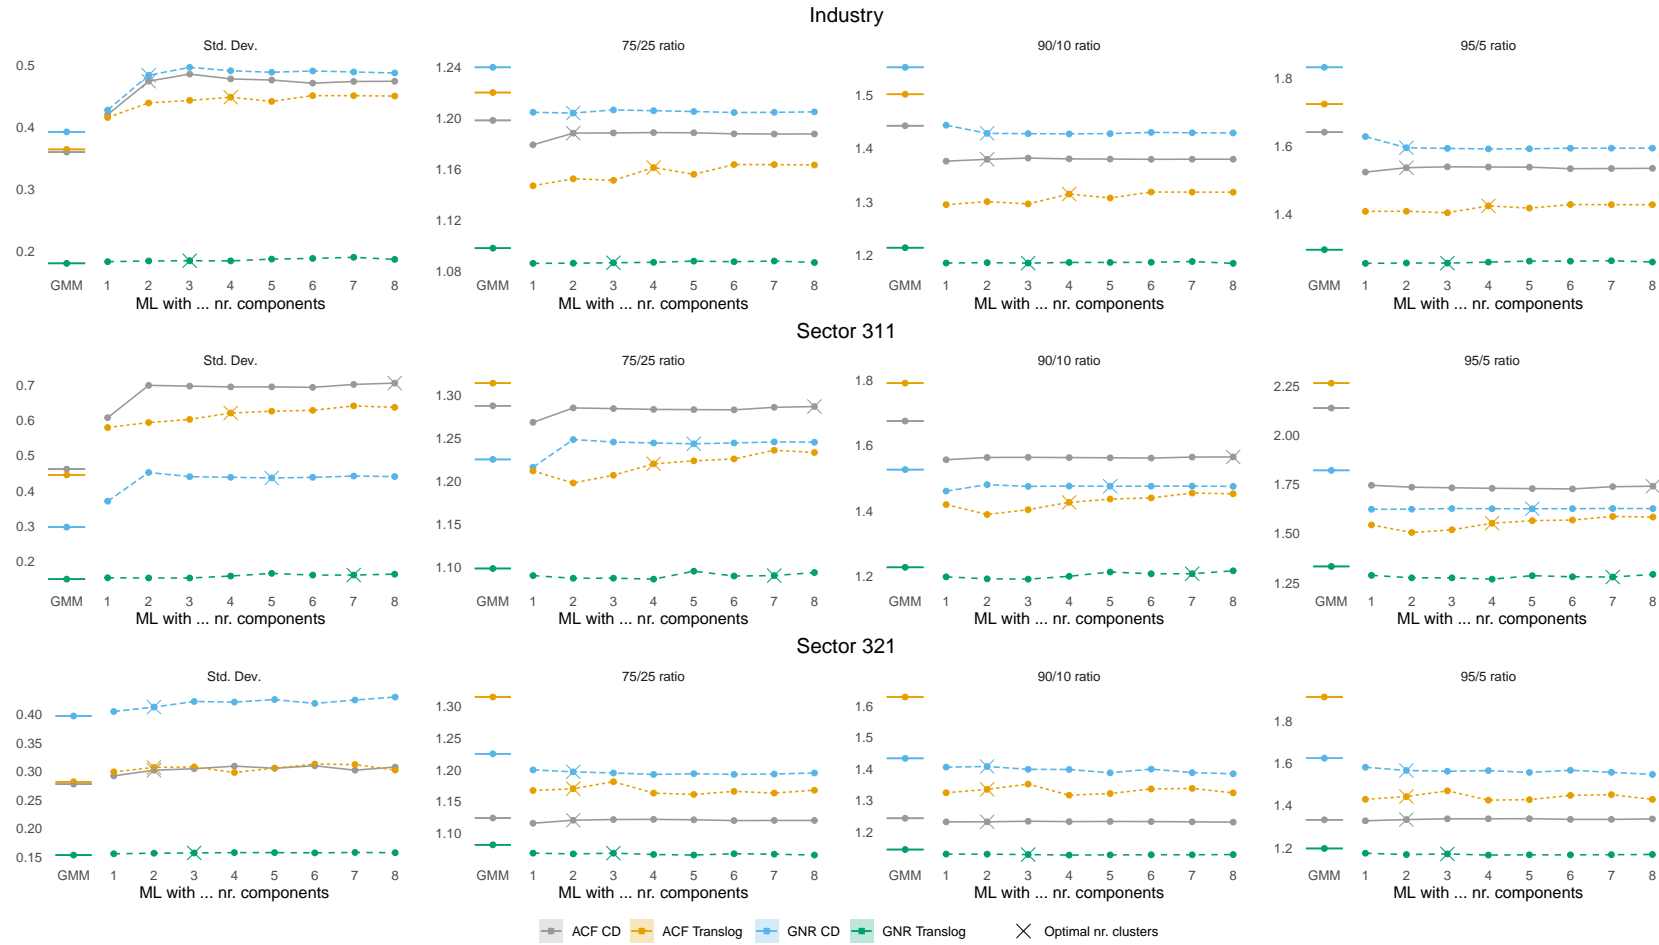 Industry
Std. Dev.
75/25 ratio
90/10 ratio
95/5 ratio
0.5
0.4
0.3
0.2
1.24
1.20
1.16
1.12
1.08
1.5
1.4
1.3
1.2
1.8
1.6
1.4
GMM 1 2 3 4 5 6 7 8
GMM 1 2 3 4 5 6 7 8
GMM 1 2 3 4 5 6 7 8
GMM 1 2 3 4 5 6 7 8
ML with ... nr. components
ML with ... nr. components
ML with ... nr. components
ML with ... nr. components
Sector 311
Std. Dev.
75/25 ratio
90/10 ratio
95/5 ratio
0.7
0.6
0.5
0.4
0.3
0.2
1.30
1.25
1.20
1.15
1.10
1.8
1.6
1.4
1.2
2.25
2.00
1.75
1.50
1.25
GMM 1 2 3 4 5 6 7 8
GMM 1 2 3 4 5 6 7 8
GMM 1 2 3 4 5 6 7 8
GMM 1 2 3 4 5 6 7 8
ML with ... nr. components
ML with ... nr. components
ML with ... nr. components
ML with ... nr. components
Sector 321
Std. Dev.
75/25 ratio
90/10 ratio
95/5 ratio
0.40
0.35
0.30
0.25
0.20
0.15
1.30
1.25
1.20
1.15
1.10
1.6
1.5
1.4
1.3
1.2
1.8
1.6
1.4
1.2
GMM 1 2 3 4 5 6 7 8
GMM 1 2 3 4 5 6 7 8
GMM 1 2 3 4 5 6 7 8
GMM 1 2 3 4 5 6 7 8
ML with ... nr. components
ML with ... nr. components
ML with ... nr. components
ML with ... nr. components
ACF CD ACF Translog GNR CD GNR Translog Optimal nr. clusters